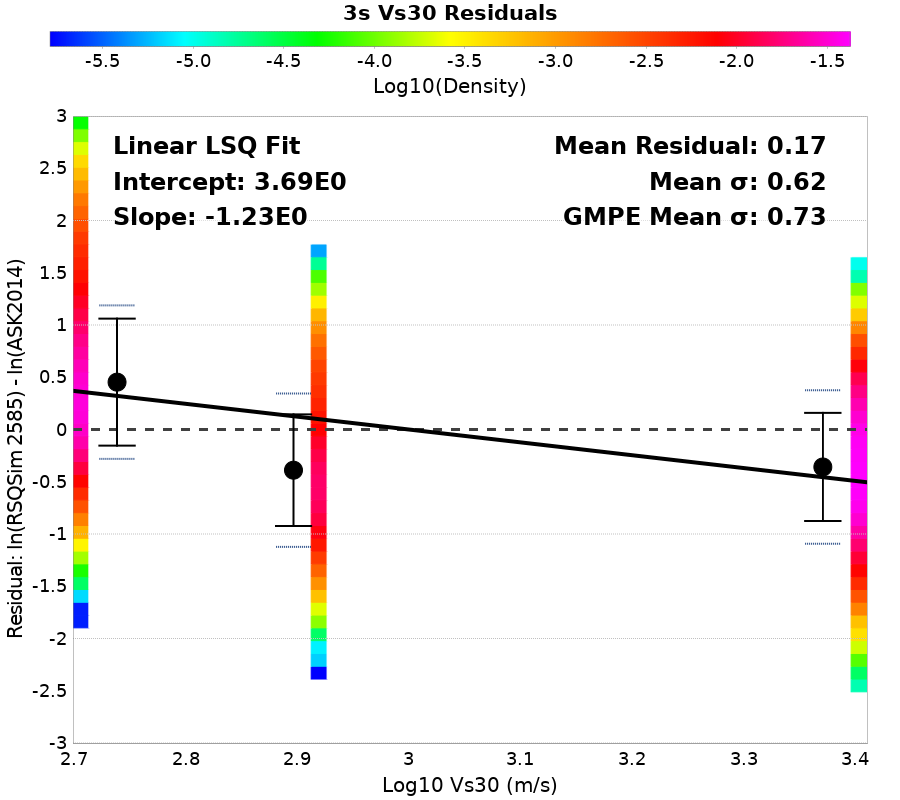 3s Vs30 Residuals
-5.5 -5.0 -4.5 -4.0 -3.5 -3.0 -2.5 -2.0 -1.5
Log10(Density)
Linear LSQ Fit
Intercept: 3.69E0
Slope: -1.23E0
Mean Residual: 0.17
Mean σ: 0.62
GMPE Mean σ: 0.73
Residual: ln(RSQSim 2585) - ln(ASK2014)
3
2.5
2
1.5
1
0.5
0
-0.5
-1
-1.5
-2
-2.5
-3
2.7 2.8 2.9 3 3.1 3.2 3.3 3.4
Log10 Vs30 (m/s)